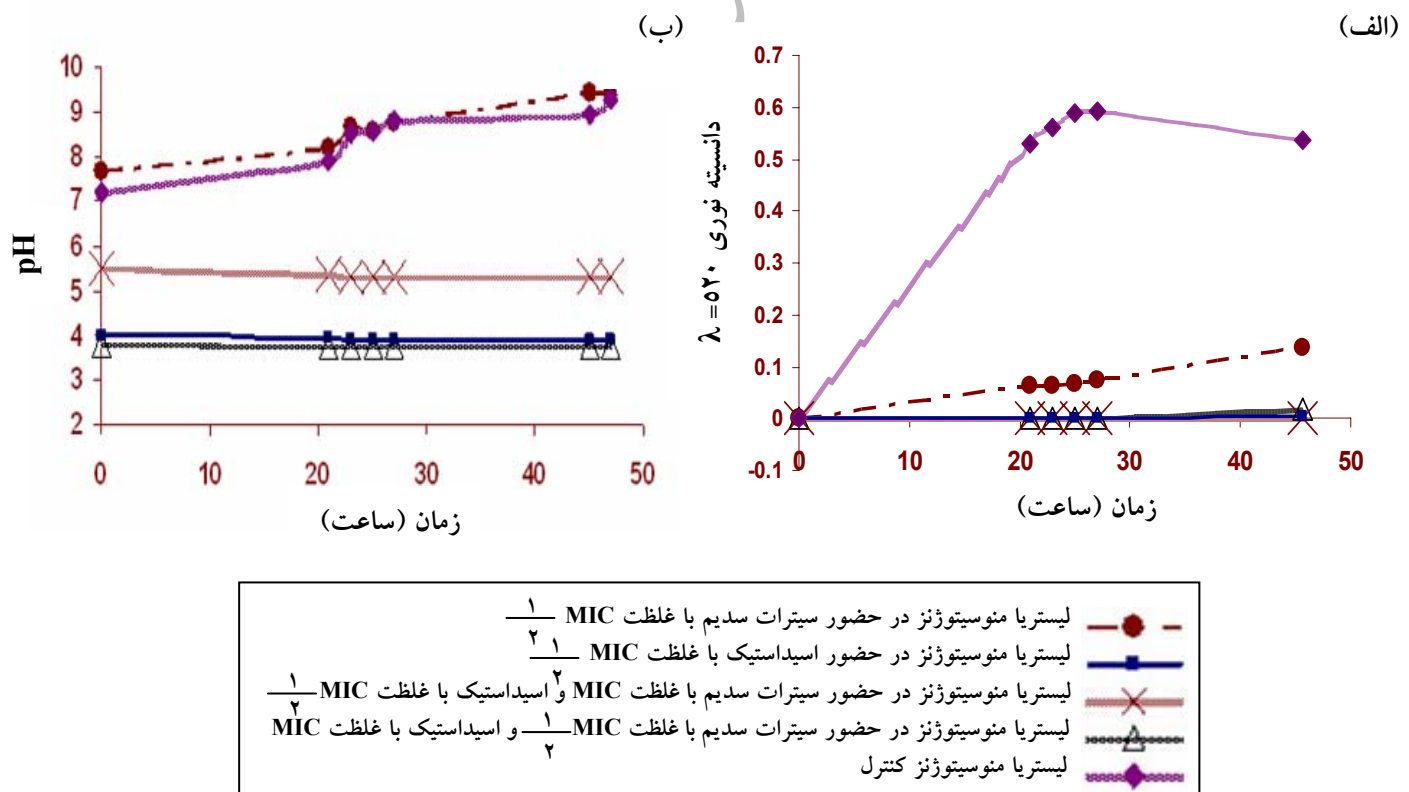 (الف)
0.7
0.6
0.5
0.4
0.3
0.2
0.1
0
-0.1
0 10 20 30 40 50
دانسیته نوری ۵۲۰= λ
زمان (ساعت)
(ب)
10
9
8
7
6
5
4
3
2
0 10 20 30 40 50
pH
زمان (ساعت)
لیستریا منوسیتوژنز در حضور سیترات سدیم با غلظت MIC ۱/۲
لیستریا منوسیتوژنز در حضور اسیداستیک با غلظت MIC ۱/۲
لیستریا منوسیتوژنز در حضور سیترات سدیم با غلظت MIC و اسیداستیک با غلظت MIC ۱/۲
لیستریا منوسیتوژنز در حضور سیترات سدیم با غلظت MIC ۱/۲ و اسیداستیک با غلظت MIC
لیستریا منوسیتوژنز کنترل